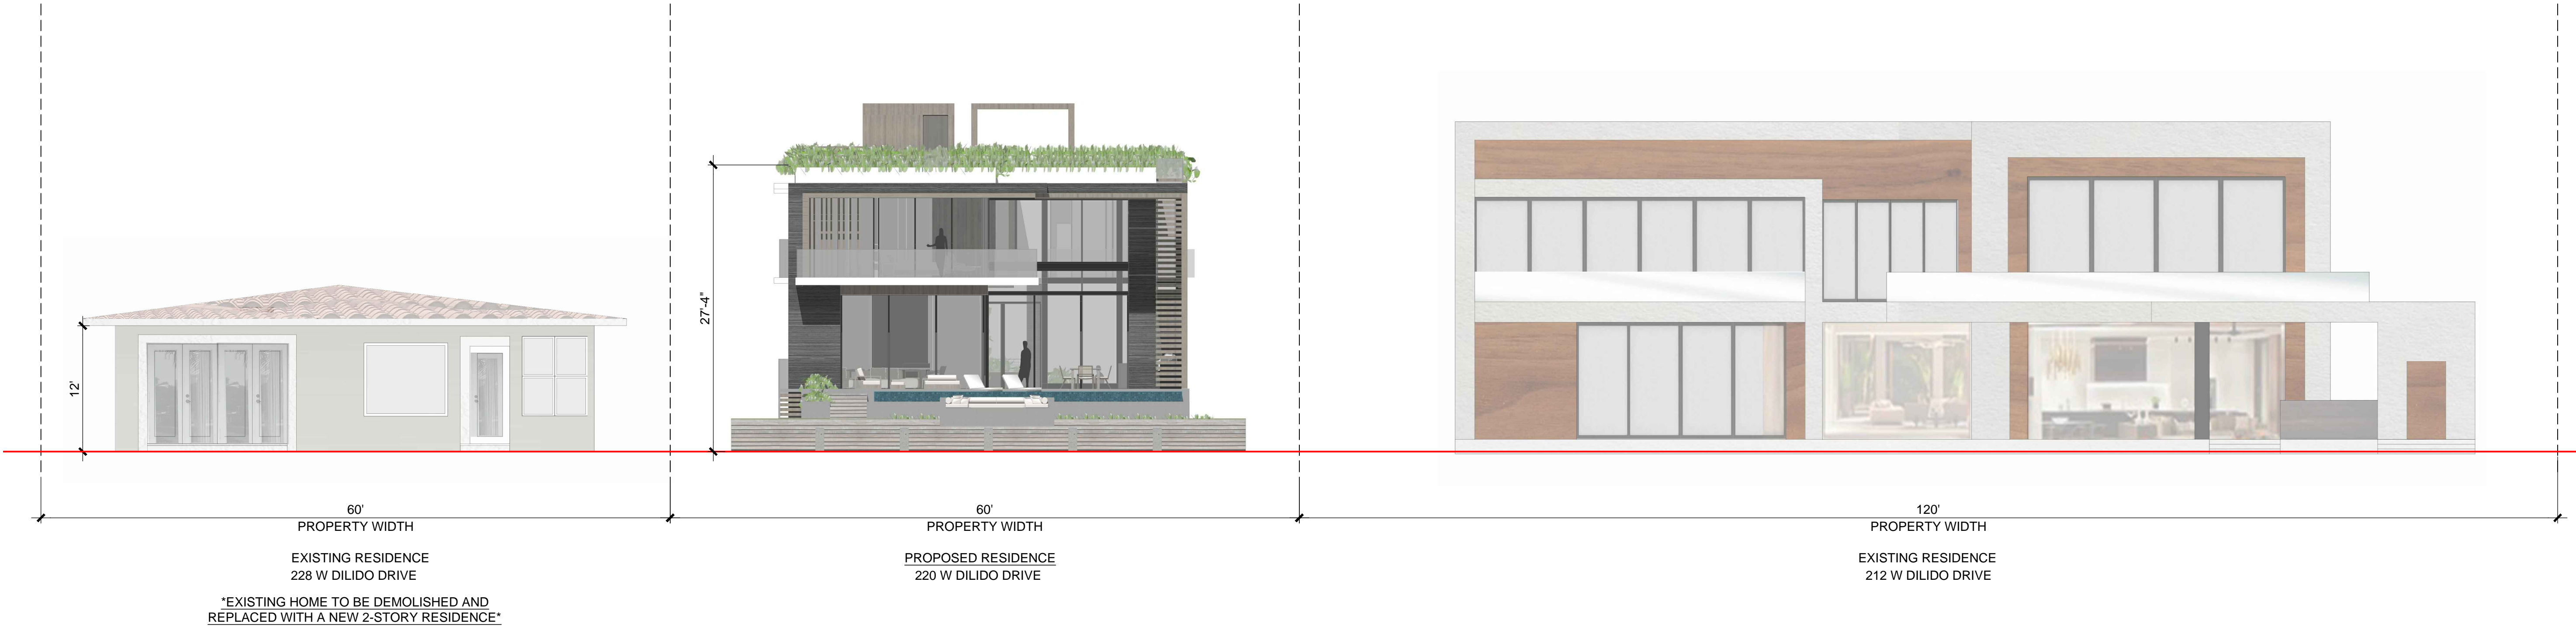 12'
27'-4"
60'
PROPERTY WIDTH
EXISTING RESIDENCE
228 W DILIDO DRIVE
*EXISTING HOME TO BE DEMOLISHED AND
REPLACED WITH A NEW 2-STORY RESIDENCE*
60'
PROPERTY WIDTH
PROPOSED RESIDENCE
220 W DILIDO DRIVE
120'
PROPERTY WIDTH
EXISTING RESIDENCE
212 W DILIDO DRIVE